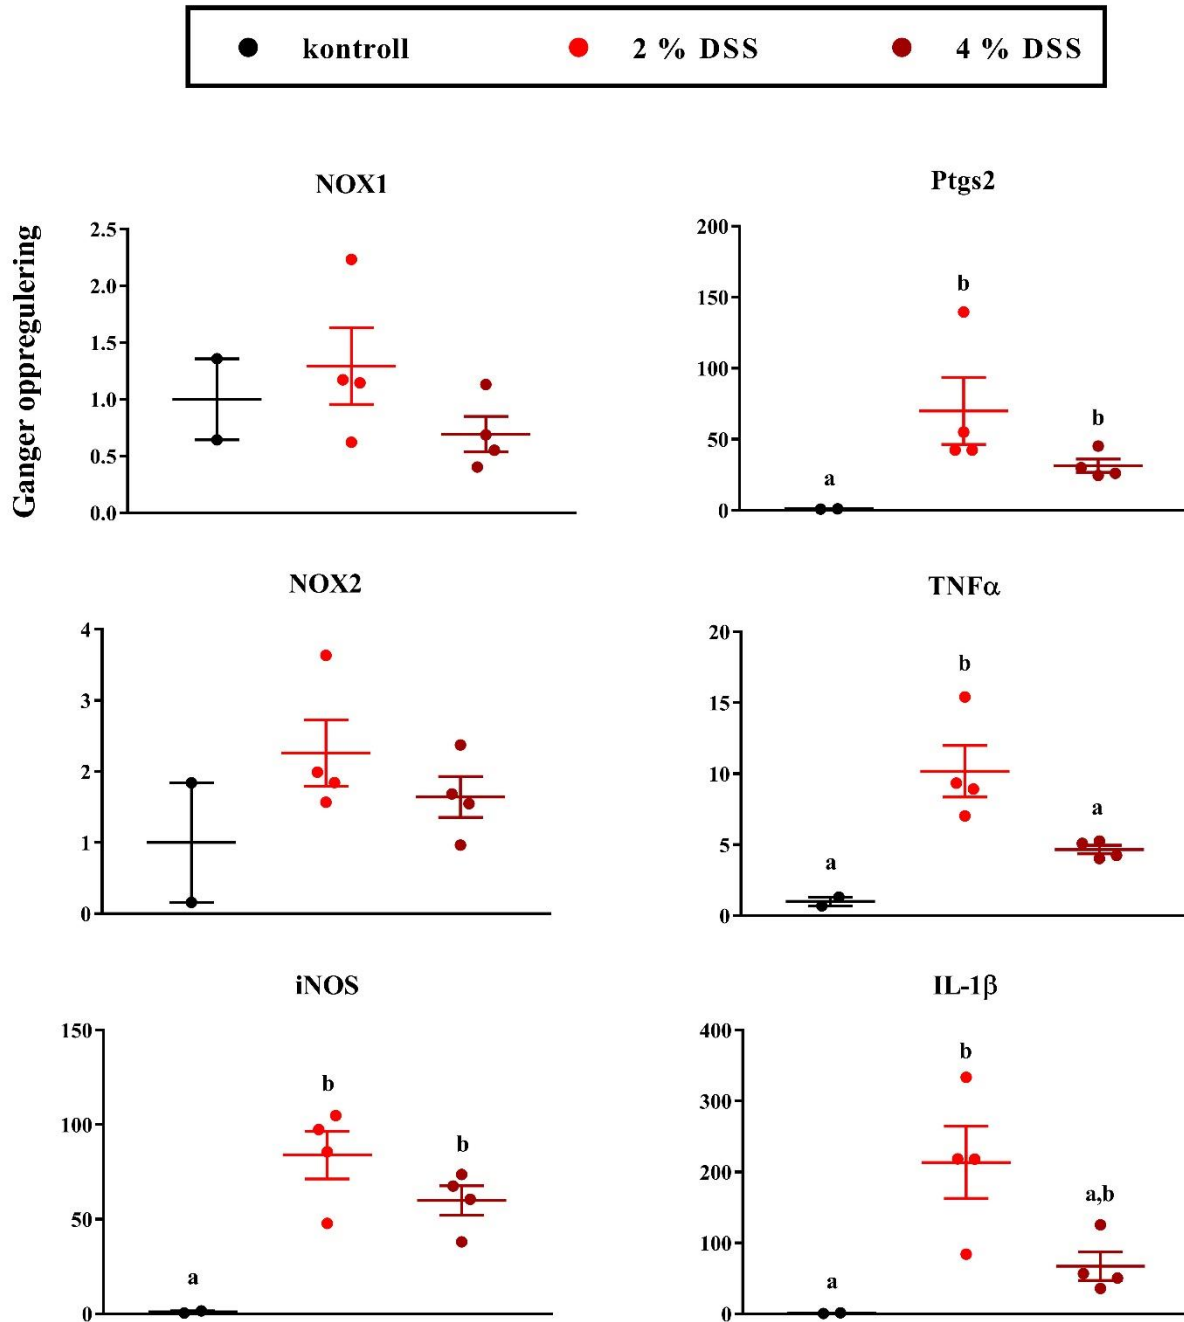 kontroll 2 % DSS 4 % DSS
Ganger oppregulering
NOX1
2.5
2.0
1.5
1.0
0.5
0.0
Ptgs2
200
150
100
50
0
a
b
b
NOX2
4
3
2
1
0
TNFα
20
15
10
5
0
a
b
a
iNOS
150
100
50
0
a
b
b
IL-1β
400
300
200
100
0
a
b
a,b